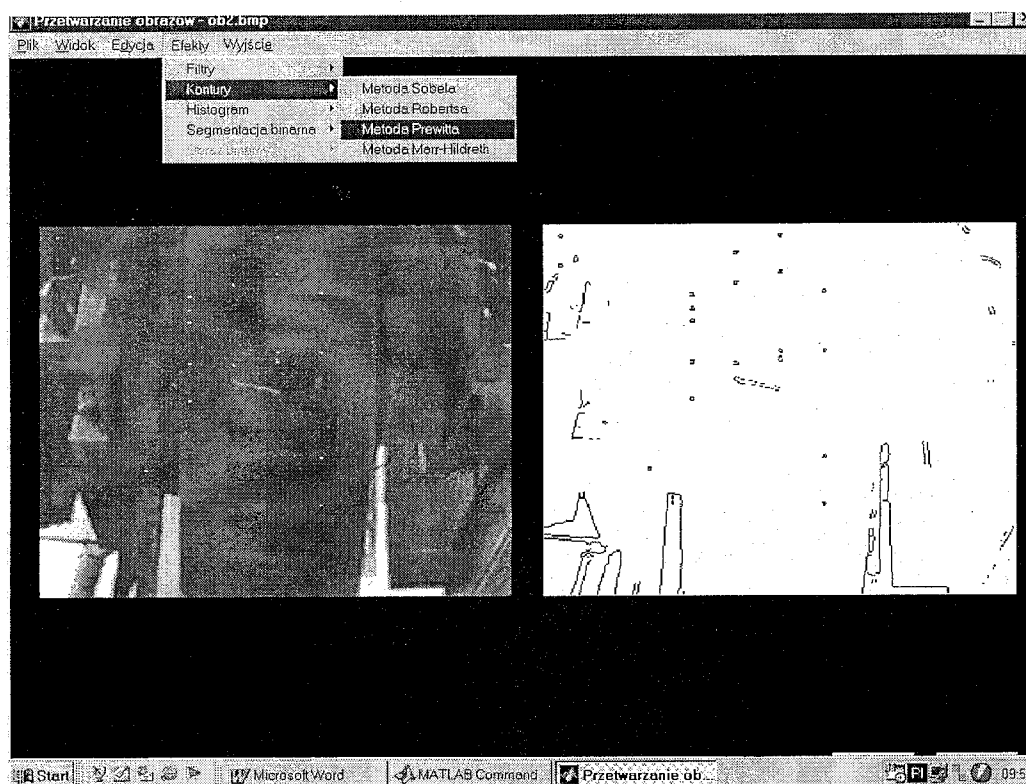 Przetwarzanie obrazów - ob2.bmp
Plik Widok Edycja Efekty Wyjście
Filtry
Kontury
Histogram
Segmentacja binarna
Metoda Sobela
Metoda Robertsa
Metoda Prewitta
Metoda Marr-Hildreth
Start Microsoft Word MATLAB Command Przetwarzanie ob... Pl